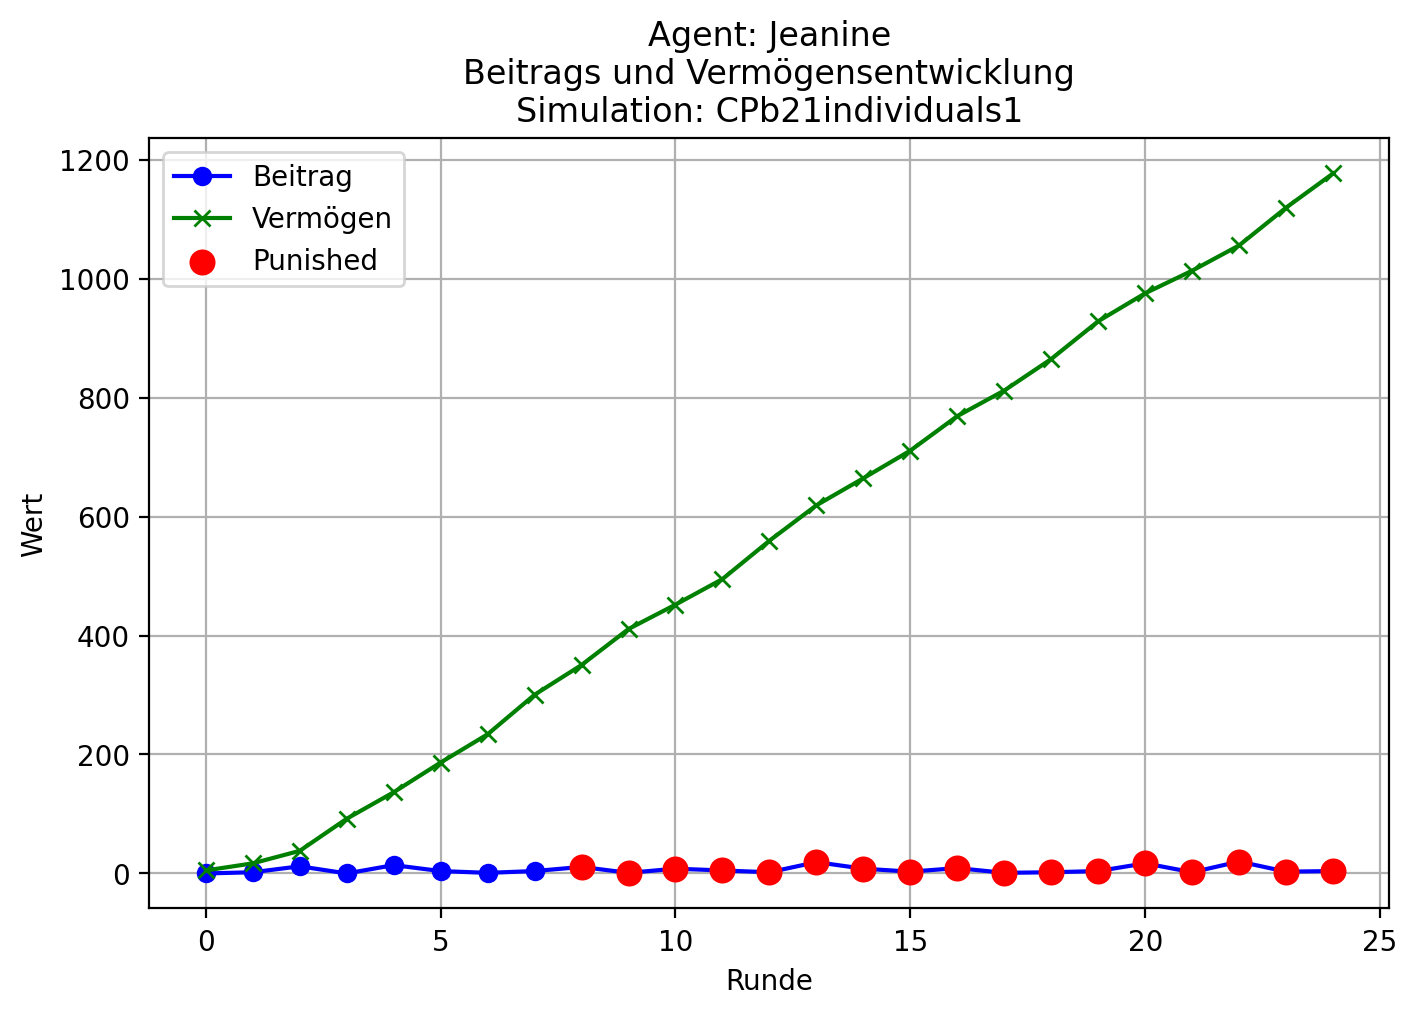 Agent: Jeanine
Beitrags und Vermögensentwicklung
Simulation: CPb21individuals1
Beitrag
Vermögen
Punished
1200
1000
800
600
400
200
0
Wert
0 5 10 15 20 25
Runde